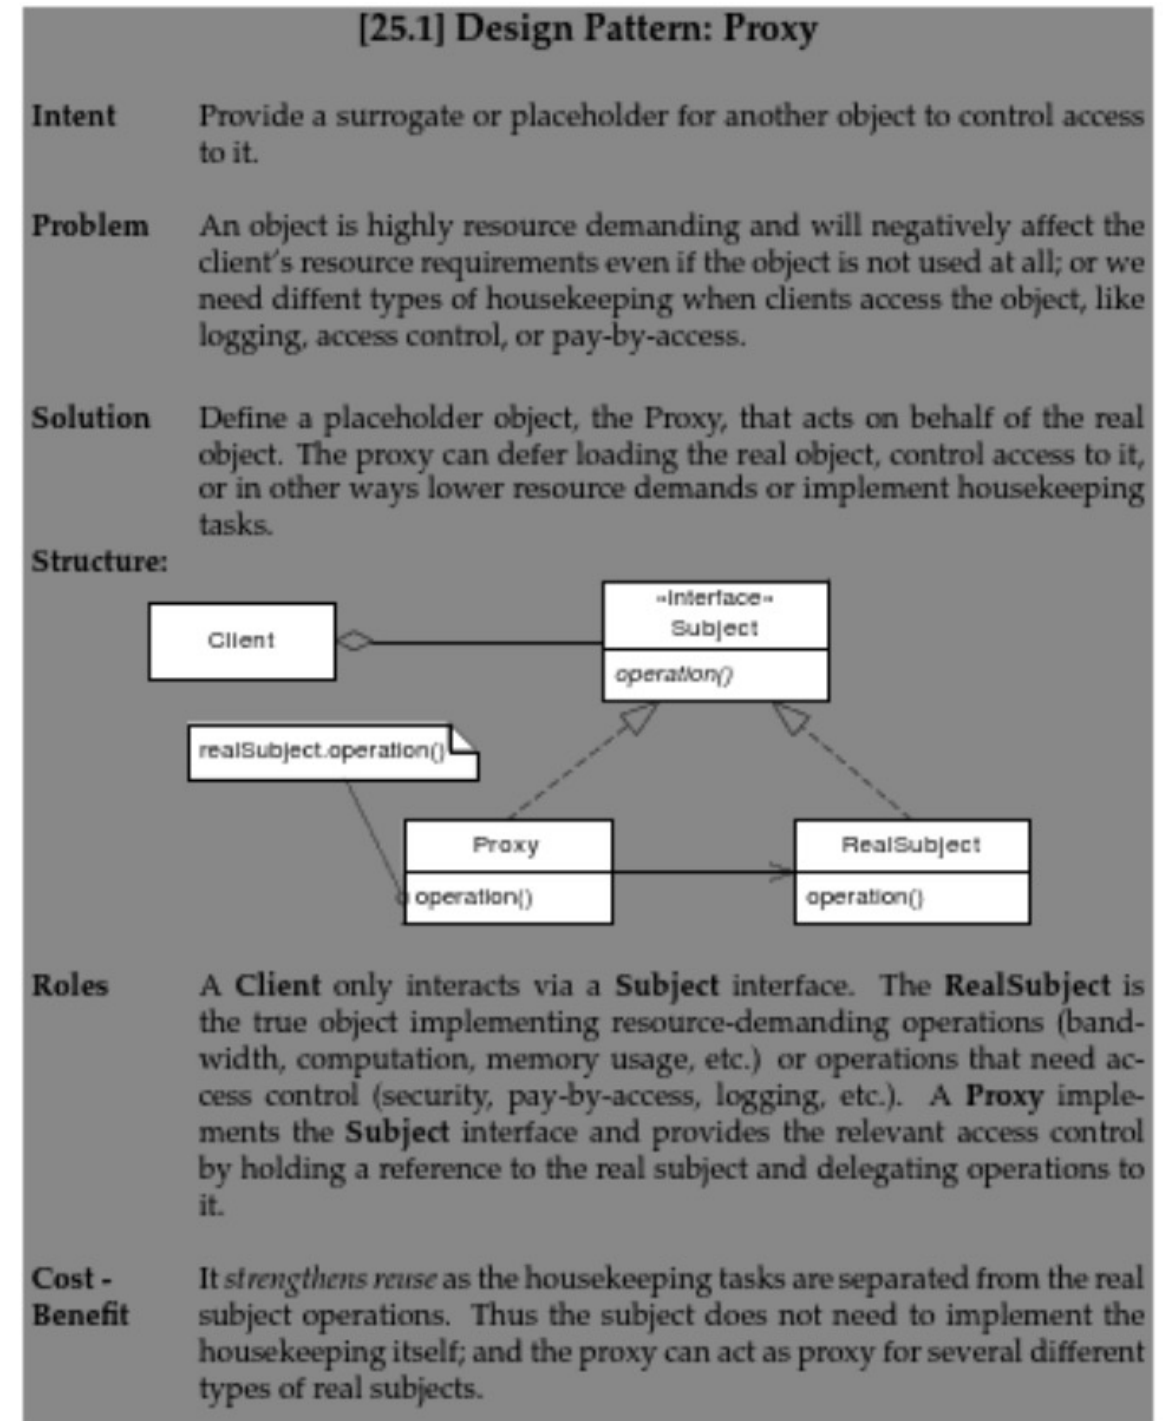 [25.1] Design Pattern: Proxy
Intent
Provide a surrogate or placeholder for another object to control access
to it.
Problem
An object is highly resource demanding and will negatively affect the
client's resource requirements even if the object is not used at all; or we
need diffent types of housekeeping when clients access the object, like
logging, access control, or pay-by-access.
Solution
Define a placeholder object, the Proxy, that acts on behalf of the real
object. The proxy can defer loading the real object, control access to it,
or in other ways lower resource demands or implement housekeeping
tasks.
Structure:
«Interface»
Subject
Client
operation()
realSubject.operation()
Proxy
operation()
RealSubject
operation()
Roles
A Client only interacts via a Subject interface. The RealSubject is
the true object implementing resource-demanding operations (band-
width, computation, memory usage, etc.) or operations that need ac-
cess control (security, pay-by-access, logging, etc.). A Proxy imple-
ments the Subject interface and provides the relevant access control
by holding a reference to the real subject and delegating operations to
it.
Cost -
Benefit
It strengthens reuse as the housekeeping tasks are separated from the real
subject operations. Thus the subject does not need to implement the
housekeeping itself; and the proxy can act as proxy for several different
types of real subjects.